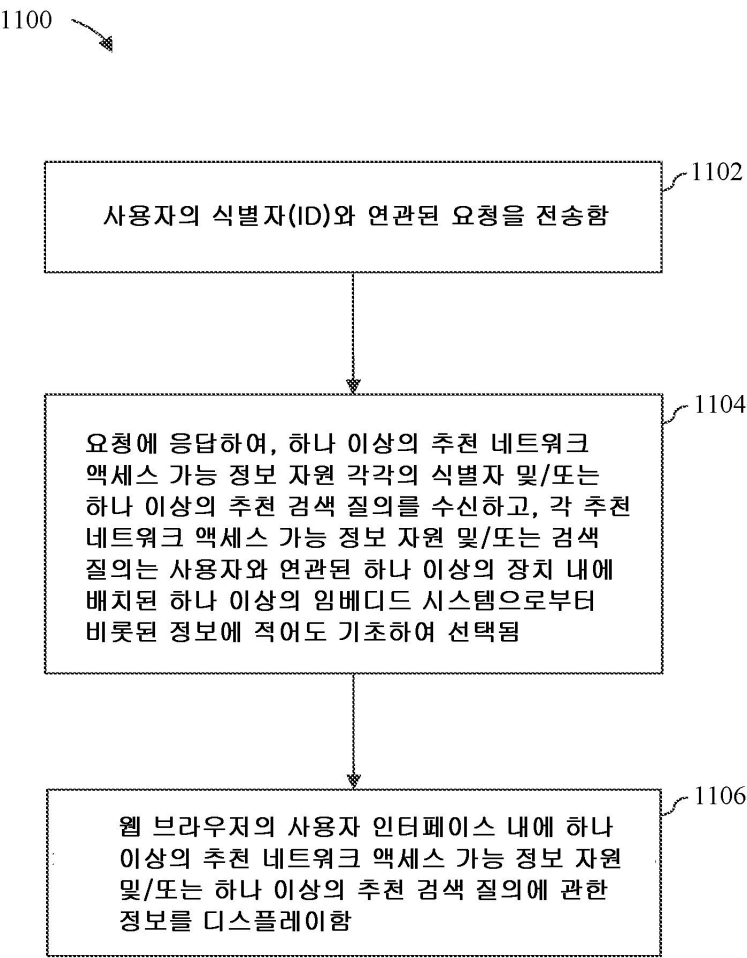 1100
1102
사용자의 식별자(ID)와 연관된 요청을 전송함
1104
요청에 응답하여, 하나 이상의 추천 네트워크
액세스 가능 정보 자원 각각의 식별자 및/또는
하나 이상의 추천 검색 질의를 수신하고, 각 추천
네트워크 액세스 가능 정보 자원 및/또는 검색
질의는 사용자와 연관된 하나 이상의 장치 내에
배치된 하나 이상의 임베디드 시스템으로부터
비롯된 정보에 적어도 기초하여 선택됨
1106
웹 브라우저의 사용자 인터페이스 내에 하나
이상의 추천 네트워크 액세스 가능 정보 자원
및/또는 하나 이상의 추천 검색 질의에 관한
정보를 디스플레이함